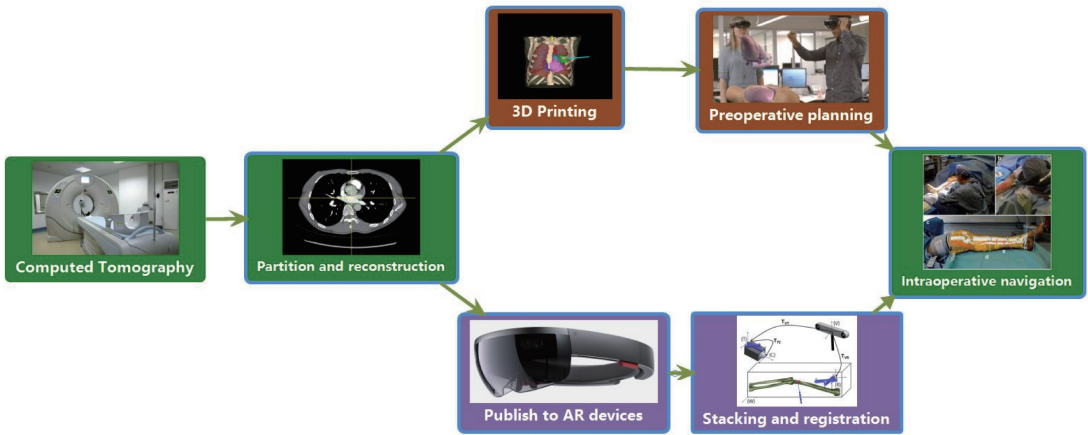 3D Printing
Preoperative planning
Computed Tomography
Partition and reconstruction
Intraoperative navigation
Publish to AR devices
Stacking and registration